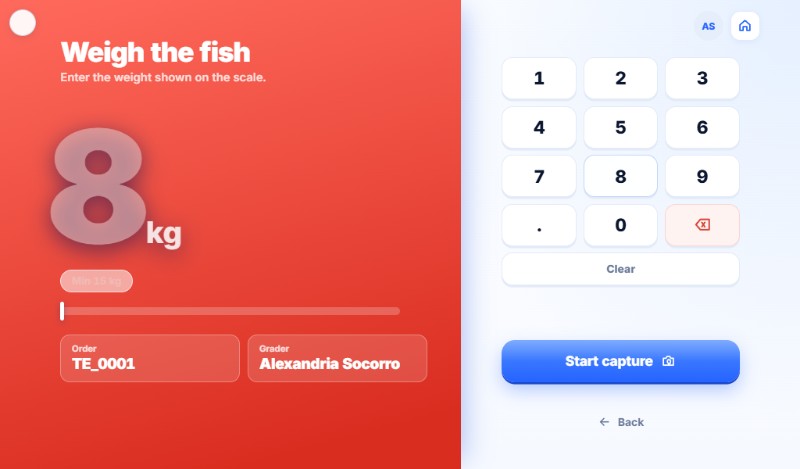 Weigh the fish
Enter the weight shown on the scale.
8 kg
Min 15 kg
Order
TE_0001
Grader
Alexandria Socorro
AS
1 2 3
4 5 6
7 8 9
. 0
Clear
Start capture
Back